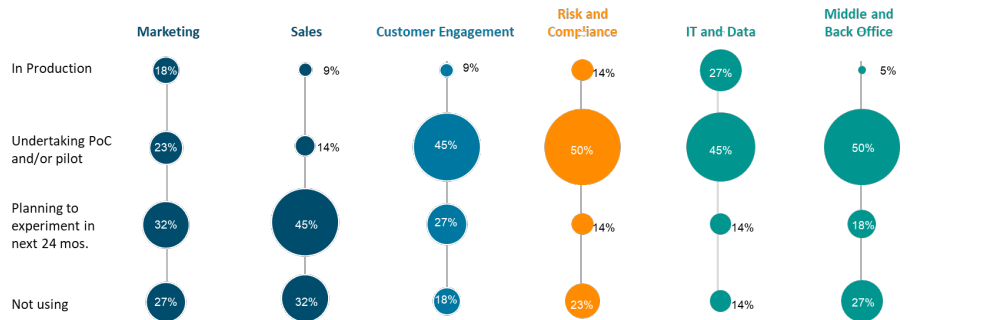 Marketing
Sales
Customer Engagement
Risk and
Compliance
IT and Data
Middle and
Back Office
In Production
18%
9%
9%
14%
27%
5%
Undertaking PoC
and/or pilot
23%
14%
45%
50%
45%
50%
Planning to
experiment in
next 24 mos.
32%
45%
27%
14%
14%
18%
Not using
27%
32%
18%
23%
14%
27%